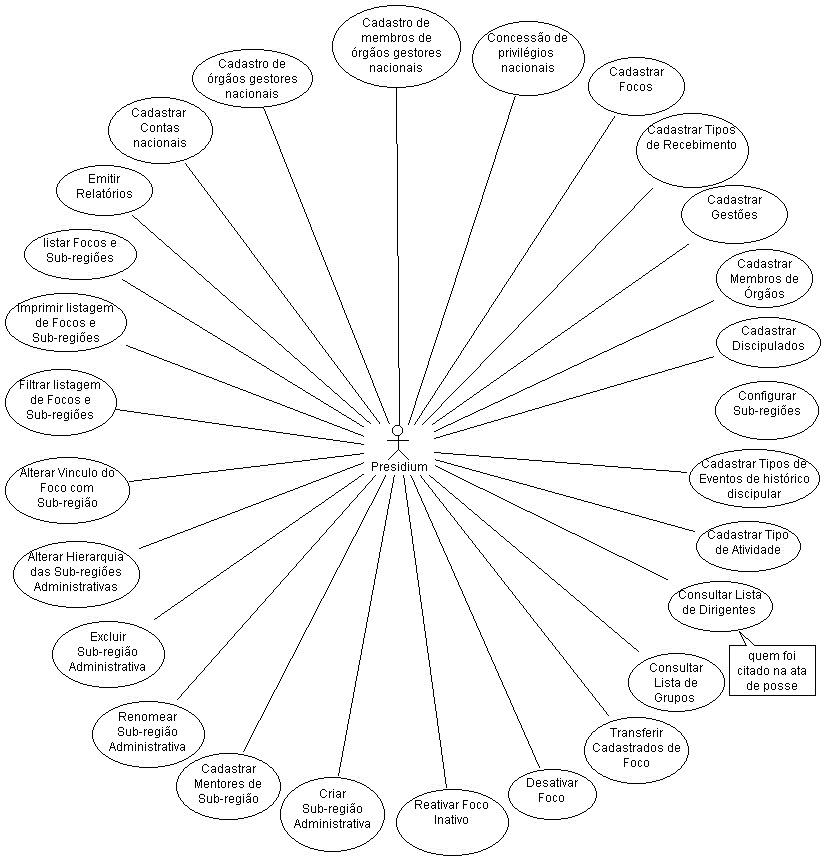 Cadastro de
membros de
órgãos gestores
nacionais
Concessão de
privilégios
nacionais
Cadastrar
Focos
Cadastrar Tipos
de Recebimento
Cadastrar
Gestões
Cadastrar
Membros de
Órgãos
Cadastrar
Discipulados
Configurar
Sub-regiões
Cadastrar Tipos de
Eventos de histórico
discipular
Cadastrar Tipo
de Atividade
Consultar Lista
de Dirigentes
quem foi
citado na ata
de posse
Consultar
Lista de
Grupos
Transferir
Cadastrados de
Foco
Desativar
Foco
Reativar Foco
Inativo
Criar
Sub-região
Administrativa
Cadastrar
Mentores de
Sub-região
Renomear
Sub-região
Administrativa
Excluir
Sub-região
Administrativa
Alterar Hierarquia
das Sub-regiões
Administrativas
Alterar Vinculo do
Foco com
Sub-região
Filtrar listagem
de Focos e
Sub-regiões
Imprimir listagem
de Focos e
Sub-regiões
listar Focos e
Sub-regiões
Emitir
Relatórios
Cadastrar
Contas
nacionais
Cadastro de
órgãos gestores
nacionais
Presidium